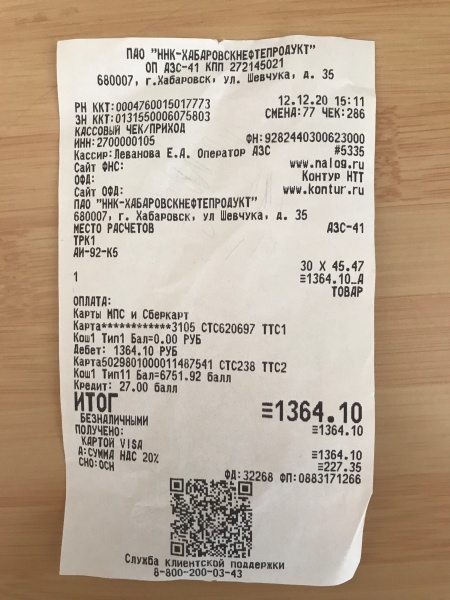 ПАО "ННК-ХАБАРОВСКНЕФТЕПРОДУКТ"
ОП АЗС-41 КПП 272145021
680007, г.Хабаровск, ул. Шевчука, д. 35
РН ККТ:0004760015017773 12.12.20 16:11
ЗН ККТ:0131550006075803 СМЕНА:77 ЧЕК:286
КАССОВЫЙ ЧЕК/ПРИХОД
ИНН:2700000105 ФН:9282440300623000
Кассир:Леванова Е.А. Оператор АЗС #5335
Сайт ФНС: www.nalog.ru
ОФД: Контур НТТ
Сайт ОФД: www.kontur.ru
ПАО "ННК-ХАБАРОВСКНЕФТЕПРОДУКТ"
680007, г. Хабаровск, ул Шевчука, д. 35
МЕСТО РАСЧЕТОВ АЗС-41
ТРК1
АИ-92-К5
30 X 45.47
1 ≡1364.10_А
ТОВАР
ОПЛАТА:
Карты МПС и Сберкарт
Карта************3105 СТС620697 ТТС1
Кош1 Тип1 Бал=0.00 РУБ
Дебет: 1364.10 РУБ
Карта5029801000011487541 СТС238 ТТС2
Кош1 Тип11 Бал=6751.92 балл
Кредит: 27.00 балл
ИТОГ ≡1364.10
БЕЗНАЛИЧНЫМИ ≡1364.10
ПОЛУЧЕНО:
КАРТОЙ VISA ≡1364.10
А:СУММА НДС 20% ≡227.35
СНО:ОСН ФД:32268 ФП:0883171266
Служба клиентской поддержки
8-800-200-03-43